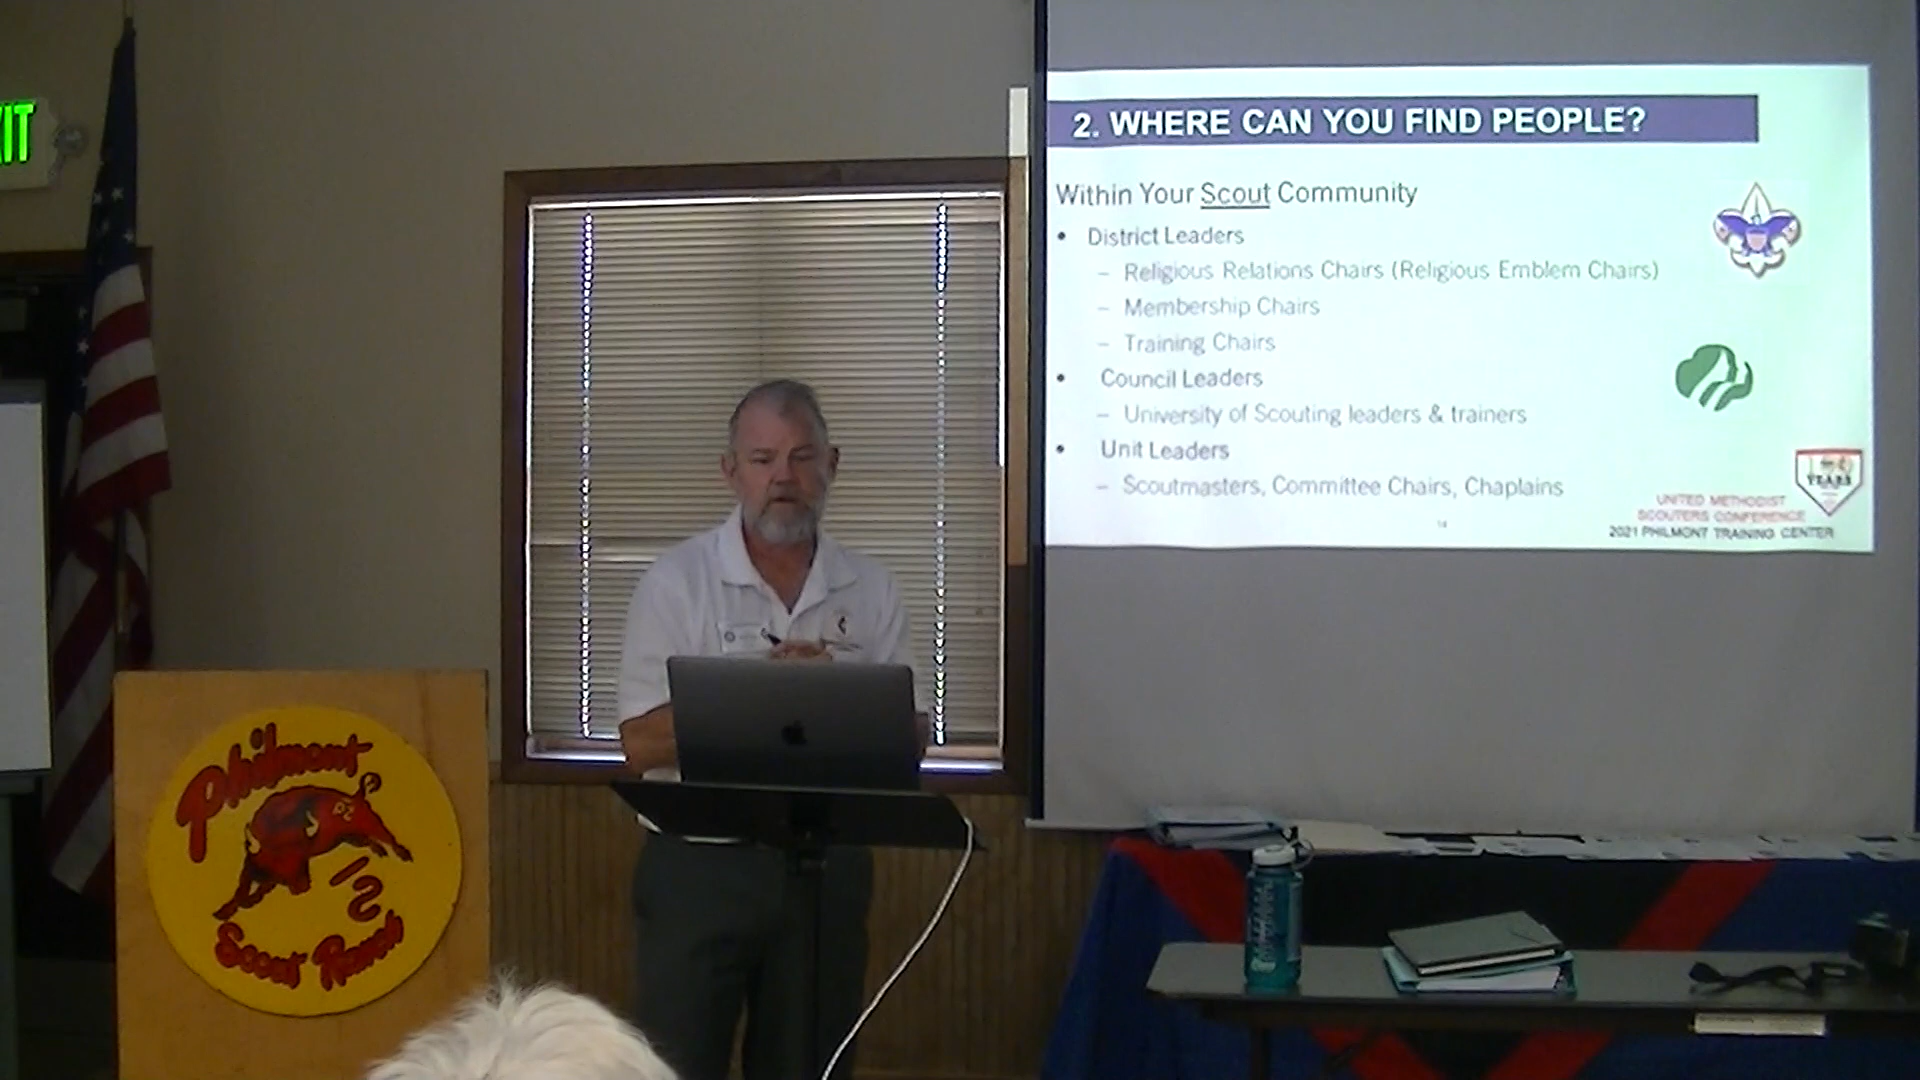 XIT
2. WHERE CAN YOU FIND PEOPLE?
Within Your Scout Community
• District Leaders
– Religious Relations Chairs (Religious Emblem Chairs)
– Membership Chairs
– Training Chairs
• Council Leaders
– University of Scouting leaders & trainers
• Unit Leaders
– Scoutmasters, Committee Chairs, Chaplains
YEARS
UNITED METHODIST
SCOUTERS CONFERENCE
2021 PHILMONT TRAINING CENTER
14
Philmont
Scout Ranch